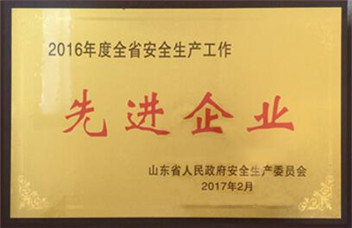 2016年度全省安全生产工作
先进企业
山东省人民政府安全生产委员会
2017年2月